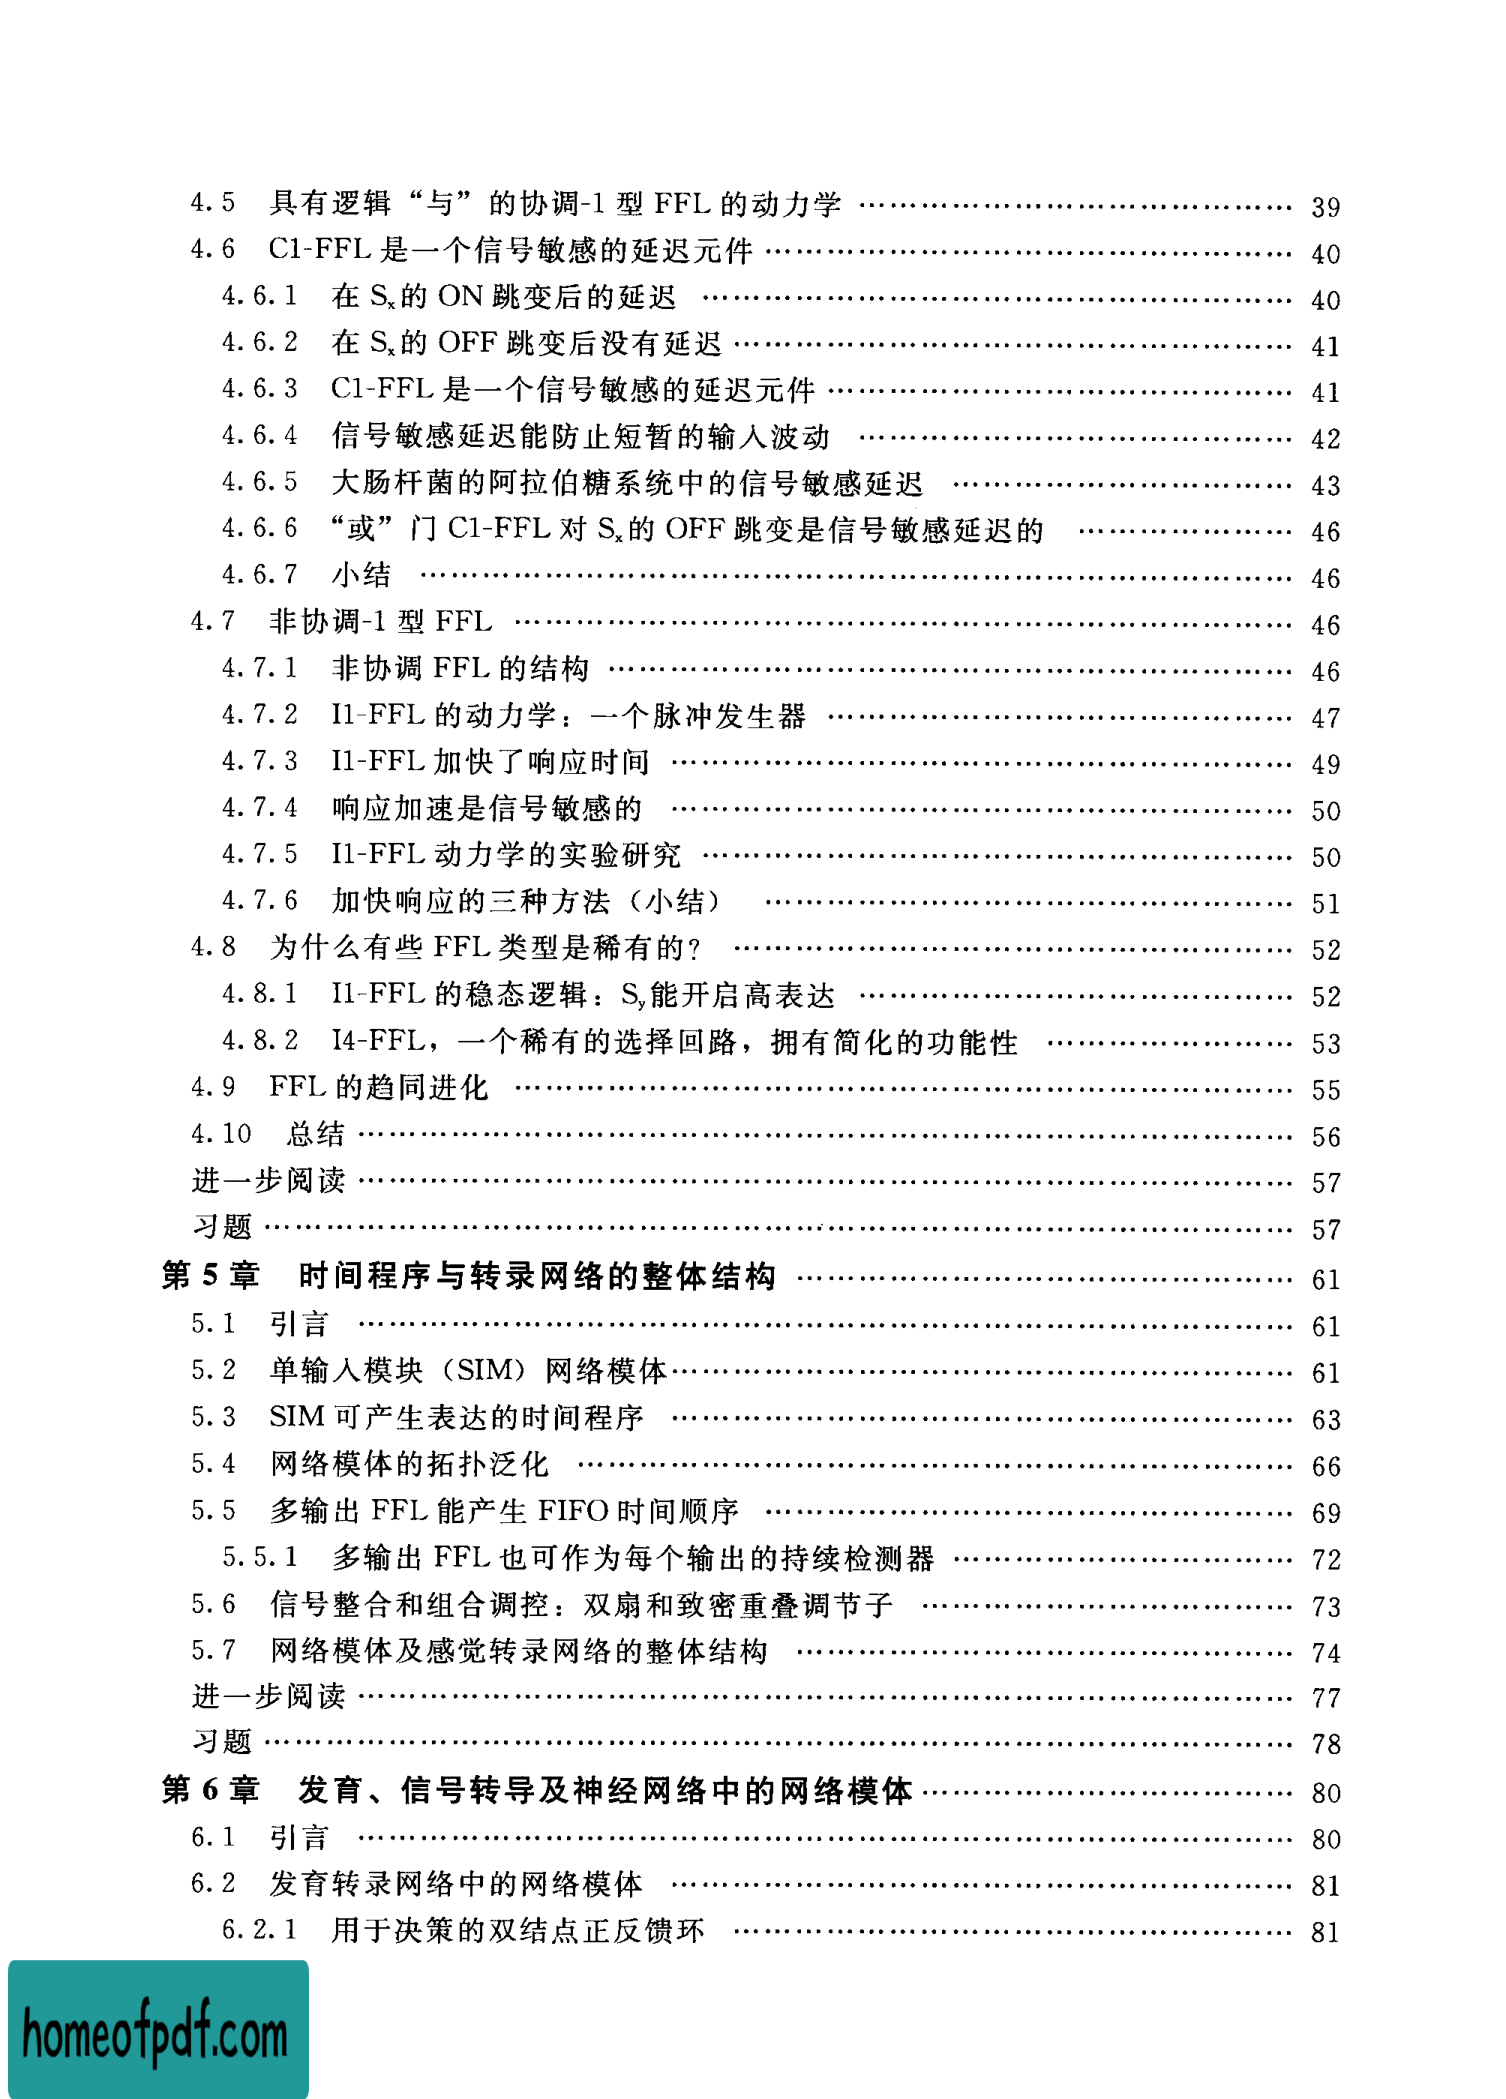 4.5 具有逻辑“与”的协调-1 型 FFL 的动力学 …… 39
4.6 C1-FFL 是一个信号敏感的延迟元件 …… 40
4.6.1 在 Sx的 ON 跳变后的延迟 …… 40
4.6.2 在 Sx的 OFF 跳变后没有延迟 …… 41
4.6.3 C1-FFL 是一个信号敏感的延迟元件 …… 41
4.6.4 信号敏感延迟能防止短暂的输入波动 …… 42
4.6.5 大肠杆菌的阿拉伯糖系统中的信号敏感延迟 …… 43
4.6.6 “或”门 C1-FFL 对 Sx的 OFF 跳变是信号敏感延迟的 …… 46
4.6.7 小结 …… 46
4.7 非协调-1 型 FFL …… 46
4.7.1 非协调 FFL 的结构 …… 46
4.7.2 I1-FFL 的动力学：一个脉冲发生器 …… 47
4.7.3 I1-FFL 加快了响应时间 …… 49
4.7.4 响应加速是信号敏感的 …… 50
4.7.5 I1-FFL 动力学的实验研究 …… 50
4.7.6 加快响应的三种方法（小结） …… 51
4.8 为什么有些 FFL 类型是稀有的？ …… 52
4.8.1 I1-FFL 的稳态逻辑：Sy能开启高表达 …… 52
4.8.2 I4-FFL，一个稀有的选择回路，拥有简化的功能性 …… 53
4.9 FFL 的趋同进化 …… 55
4.10 总结 …… 56
进一步阅读 …… 57
习题 …… 57
第 5 章 时间程序与转录网络的整体结构 …… 61
5.1 引言 …… 61
5.2 单输入模块（SIM）网络模体 …… 61
5.3 SIM 可产生表达的时间程序 …… 63
5.4 网络模体的拓扑泛化 …… 66
5.5 多输出 FFL 能产生 FIFO 时间顺序 …… 69
5.5.1 多输出 FFL 也可作为每个输出的持续检测器 …… 72
5.6 信号整合和组合调控：双扇和致密重叠调节子 …… 73
5.7 网络模体及感觉转录网络的整体结构 …… 74
进一步阅读 …… 77
习题 …… 78
第 6 章 发育、信号转导及神经网络中的网络模体 …… 80
6.1 引言 …… 80
6.2 发育转录网络中的网络模体 …… 81
6.2.1 用于决策的双结点正反馈环 …… 81
homeofpdf.com